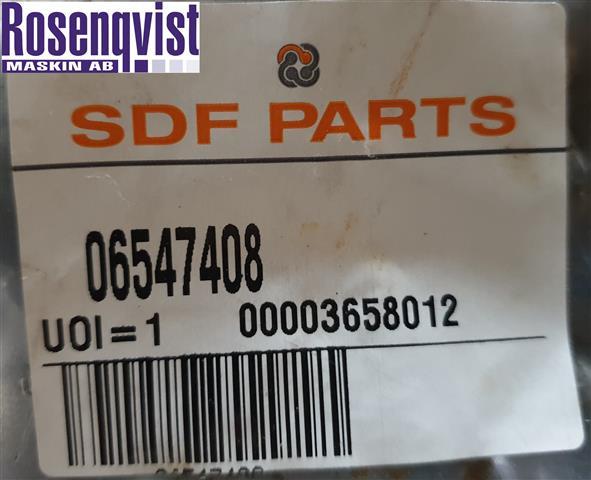 Rosenqvist
MASKIN AB
SDF PARTS
06547408
UOI=1 00003658012